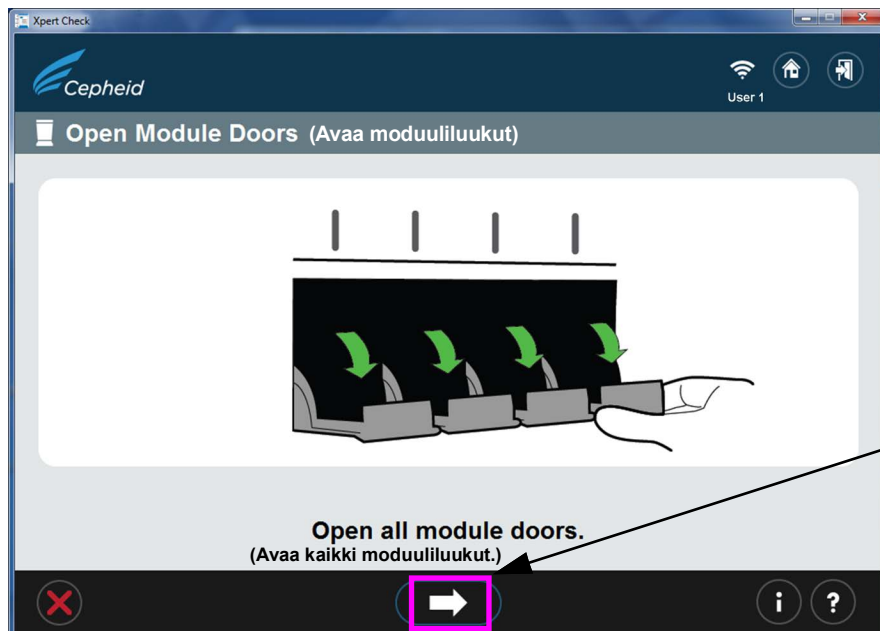 Xpert Check
Cepheid
User 1
Open Module Doors (Avaa moduuliluukut)
Open all module doors.
(Avaa kaikki moduuliluukut.)
i ?